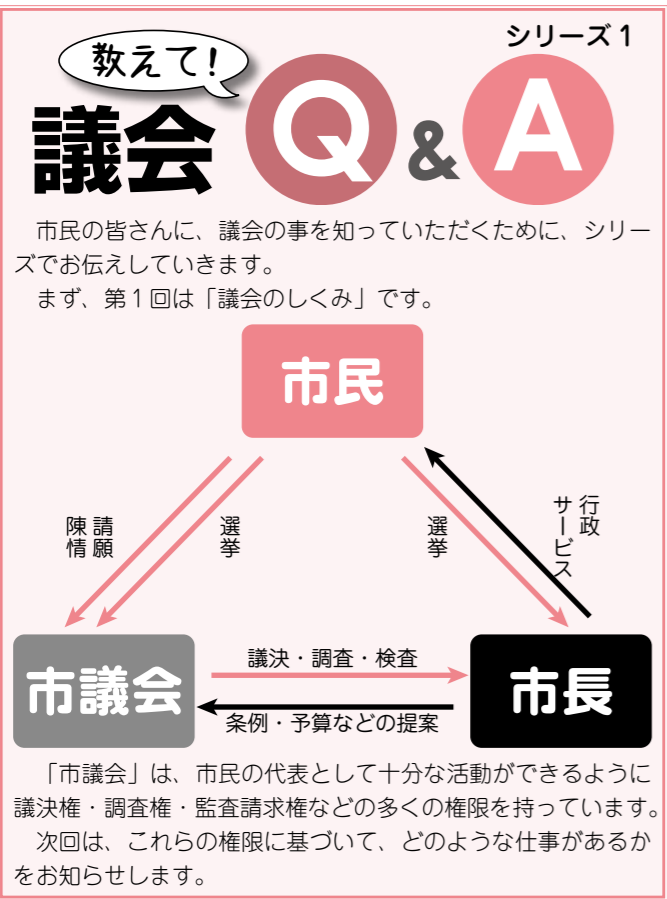 シリーズ1
教えて!
議会 Q&A
　市民の皆さんに、議会の事を知っていただくために、シリー
ズでお伝えしていきます。
　まず、第1回は「議会のしくみ」です。
市民
請願
陳情
選挙
選挙
行政
サービス
市議会
議決・調査・検査
条例・予算などの提案
市長
　「市議会」は、市民の代表として十分な活動ができるように
議決権・調査権・監査請求権などの多くの権限を持っています。
　次回は、これらの権限に基づいて、どのような仕事があるか
をお知らせします。